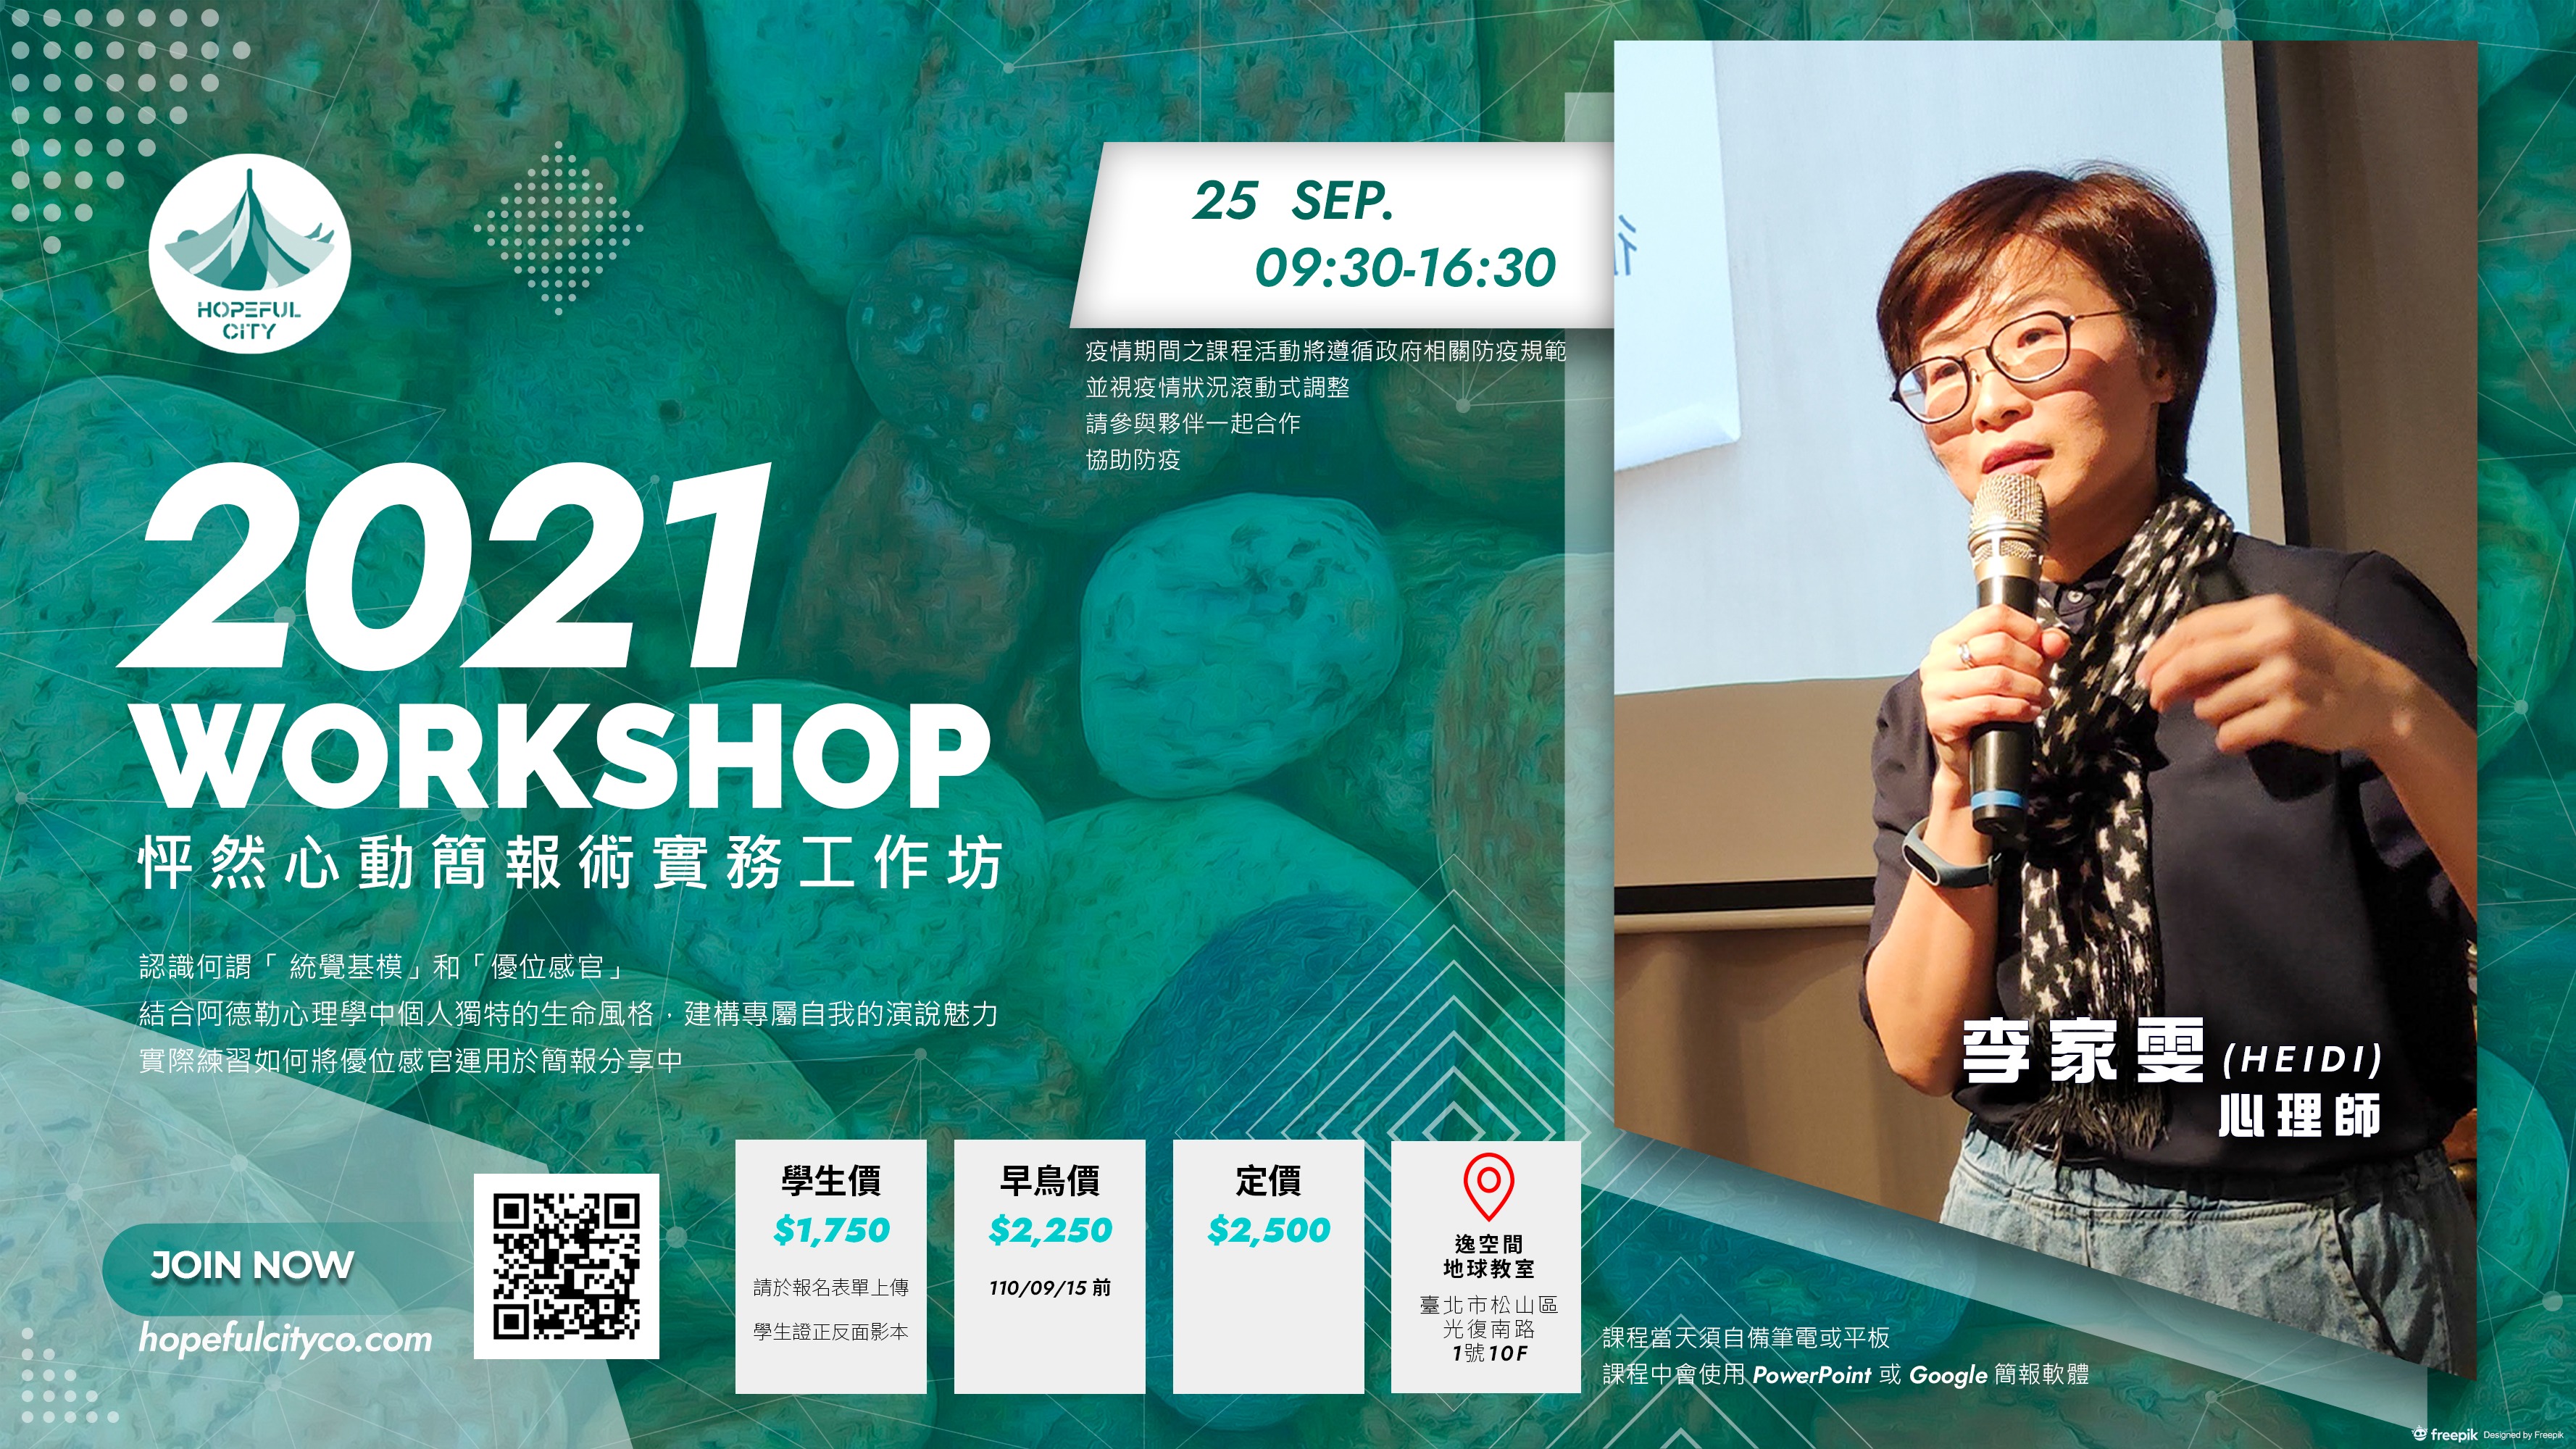 HOPEFUL
CITY
25 SEP.
09:30-16:30
疫情期間之課程活動將遵循政府相關防疫規範
並視疫情狀況滾動式調整
請參與夥伴一起合作
協助防疫
2021
WORKSHOP
怦然心動簡報術實務工作坊
認識何謂「統覺基模」和「優位感官」
結合阿德勒心理學中個人獨特的生命風格，建構專屬自我的演說魅力
實際練習如何將優位感官運用於簡報分享中
李家雯 (HEIDI)
心理師
JOIN NOW
hopefulcityco.com
學生價
$1,750
請於報名表單上傳
學生證正反面影本
早鳥價
$2,250
110/09/15 前
定價
$2,500
逸空間
地球教室
臺北市松山區
光復南路
1號10F
課程當天須自備筆電或平板
課程中會使用 PowerPoint 或 Google 簡報軟體
freepik Designed by Freepik